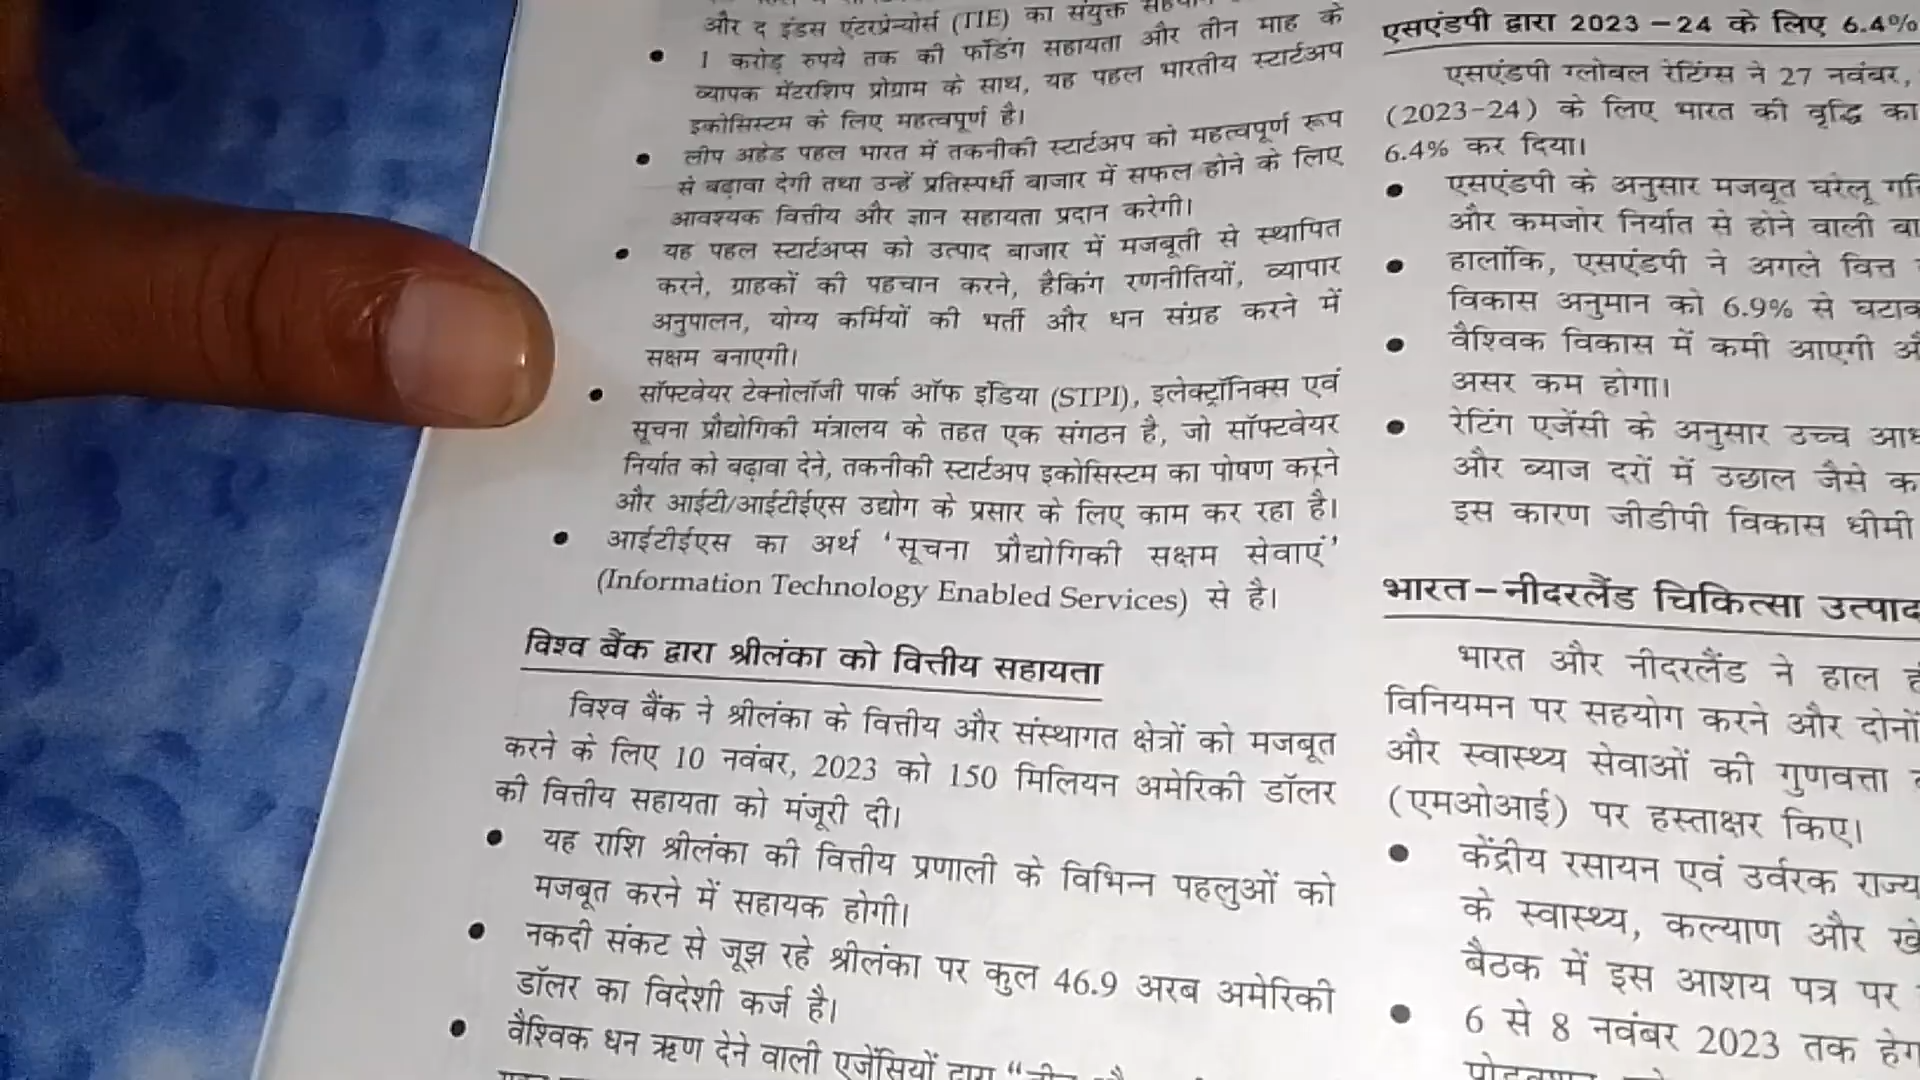 और द इंडस एंटरप्रेन्योर्स (TIE) का संयुक्त
1 करोड़ रुपये तक की फंडिंग सहायता और तीन माह के
व्यापक मेंटरशिप प्रोग्राम के साथ, यह पहल भारतीय स्टार्टअप
इकोसिस्टम के लिए महत्वपूर्ण है।
लीप अहेड पहल भारत में तकनीकी स्टार्टअप को महत्वपूर्ण रूप
से बढ़ावा देगी तथा उन्हें प्रतिस्पर्धी बाजार में सफल होने के लिए
आवश्यक वित्तीय और ज्ञान सहायता प्रदान करेगी।
यह पहल स्टार्टअप्स को उत्पाद बाजार में मजबूती से स्थापित
करने, ग्राहकों की पहचान करने, हैकिंग रणनीतियों, व्यापार
अनुपालन, योग्य कर्मियों की भर्ती और धन संग्रह करने में
सक्षम बनाएगी।
सॉफ्टवेयर टेक्नोलॉजी पार्क ऑफ इंडिया (STPI), इलेक्ट्रॉनिक्स एवं
सूचना प्रौद्योगिकी मंत्रालय के तहत एक संगठन है, जो सॉफ्टवेयर
निर्यात को बढ़ावा देने, तकनीकी स्टार्टअप इकोसिस्टम का पोषण करने
और आईटी/आईटीईएस उद्योग के प्रसार के लिए काम कर रहा है।
आईटीईएस का अर्थ ‘सूचना प्रौद्योगिकी सक्षम सेवाएं’
(Information Technology Enabled Services) से है।
विश्व बैंक द्वारा श्रीलंका को वित्तीय सहायता
विश्व बैंक ने श्रीलंका के वित्तीय और संस्थागत क्षेत्रों को मजबूत
करने के लिए 10 नवंबर, 2023 को 150 मिलियन अमेरिकी डॉलर
की वित्तीय सहायता को मंजूरी दी।
यह राशि श्रीलंका की वित्तीय प्रणाली के विभिन्न पहलुओं को
मजबूत करने में सहायक होगी।
नकदी संकट से जूझ रहे श्रीलंका पर कुल 46.9 अरब अमेरिकी
डॉलर का विदेशी कर्ज है।
वैश्विक धन ऋण देने वाली एजेंसियों द्वारा
एसएंडपी द्वारा 2023 – 24 के लिए 6.4%
एसएंडपी ग्लोबल रेटिंग्स ने 27 नवंबर,
(2023-24) के लिए भारत की वृद्धि का
6.4% कर दिया।
एसएंडपी के अनुसार मजबूत घरेलू
और कमजोर निर्यात से होने वाली
हालांकि, एसएंडपी ने अगले वित्त
विकास अनुमान को 6.9% से
वैश्विक विकास में कमी आएगी
असर कम होगा।
रेटिंग एजेंसी के अनुसार उच्च
और ब्याज दरों में उछाल जैसे
इस कारण जीडीपी विकास धीमी
भारत–नीदरलैंड चिकित्सा उत्पाद
भारत और नीदरलैंड ने हाल
विनियमन पर सहयोग करने और दोनों
और स्वास्थ्य सेवाओं की गुणवत्ता
(एमओआई) पर हस्ताक्षर किए।
केंद्रीय रसायन एवं उर्वरक राज्य
के स्वास्थ्य, कल्याण और
बैठक में इस आशय पत्र पर
6 से 8 नवंबर 2023 तक